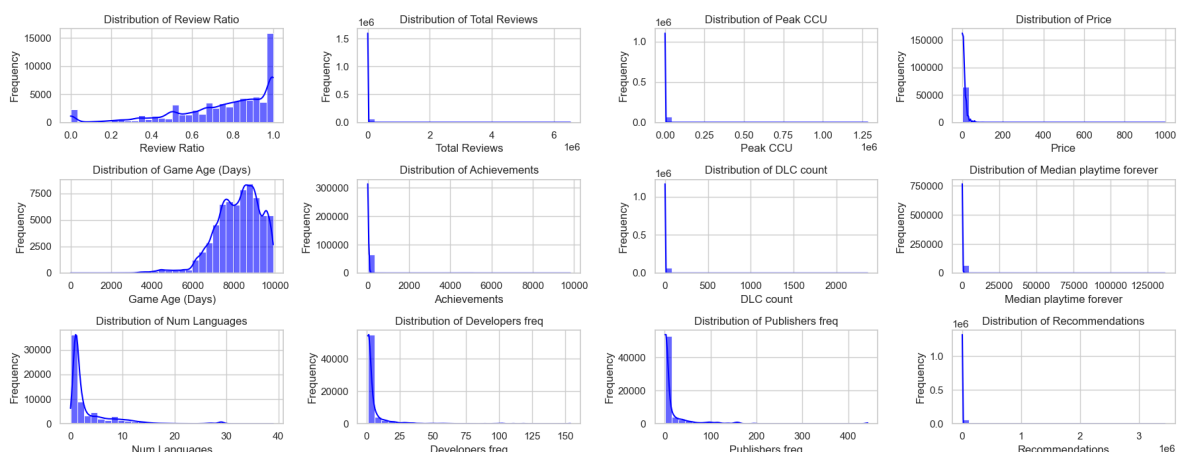 Distribution of Review Ratio
Frequency
15000
10000
5000
0
0.0 0.2 0.4 0.6 0.8 1.0
Review Ratio
Distribution of Total Reviews
1e6
Frequency
1.5
1.0
0.5
0.0
0 2 4 6
1e6
Total Reviews
Distribution of Peak CCU
1e6
Frequency
1.0
0.5
0.0
0.00 0.25 0.50 0.75 1.00 1.25
1e6
Peak CCU
Distribution of Price
Frequency
150000
100000
50000
0
0 200 400 600 800 1000
Price
Distribution of Game Age (Days)
Frequency
7500
5000
2500
0
0 2000 4000 6000 8000 10000
Game Age (Days)
Distribution of Achievements
Frequency
300000
200000
100000
0
0 2000 4000 6000 8000 10000
Achievements
Distribution of DLC count
1e6
Frequency
1.0
0.5
0.0
0 500 1000 1500 2000
DLC count
Distribution of Median playtime forever
Frequency
750000
500000
250000
0
0 25000 50000 75000 100000 125000
Median playtime forever
Distribution of Num Languages
Frequency
30000
20000
10000
0
0 10 20 30 40
Num Languages
Distribution of Developers freq
Frequency
40000
20000
0
0 25 50 75 100 125 150
Developers freq
Distribution of Publishers freq
Frequency
40000
20000
0
0 100 200 300 400
Publishers freq
Distribution of Recommendations
1e6
Frequency
1.0
0.5
0.0
0 1 2 3
1e6
Recommendations